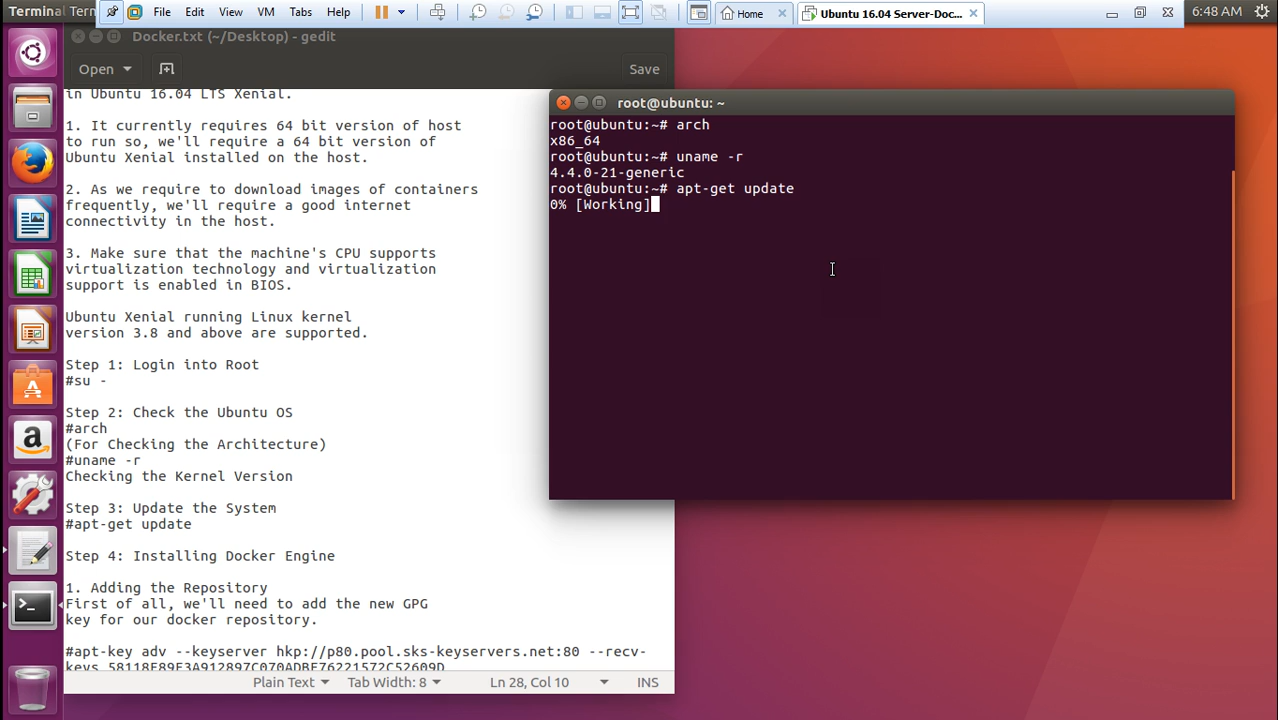 Terminal Term File Edit View VM Tabs Help Home Ubuntu 16.04 Server-Doc... 6:48 AM
Docker.txt (~/Desktop) - gedit
Open Save
in Ubuntu 16.04 LTS Xenial.
1. It currently requires 64 bit version of host
to run so, we'll require a 64 bit version of
Ubuntu Xenial installed on the host.
2. As we require to download images of containers
frequently, we'll require a good internet
connectivity in the host.
3. Make sure that the machine's CPU supports
virtualization technology and virtualization
support is enabled in BIOS.
Ubuntu Xenial running Linux kernel
version 3.8 and above are supported.
Step 1: Login into Root
#su -
Step 2: Check the Ubuntu OS
#arch
(For Checking the Architecture)
#uname -r
Checking the Kernel Version
Step 3: Update the System
#apt-get update
Step 4: Installing Docker Engine
1. Adding the Repository
First of all, we'll need to add the new GPG
key for our docker repository.
#apt-key adv --keyserver hkp://p80.pool.sks-keyservers.net:80 --recv-
keys 58118E89F3A912897C070ADBF76221572C52609D
Plain Text Tab Width: 8 Ln 28, Col 10 INS
root@ubuntu: ~
root@ubuntu:~# arch
x86_64
root@ubuntu:~# uname -r
4.4.0-21-generic
root@ubuntu:~# apt-get update
0% [Working]